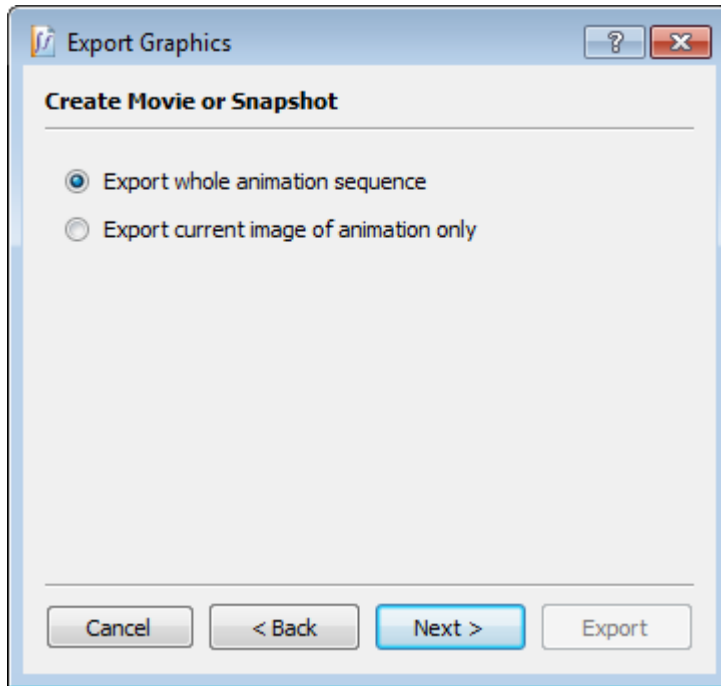 Export Graphics
Create Movie or Snapshot
Export whole animation sequence
Export current image of animation only
Cancel < Back Next > Export